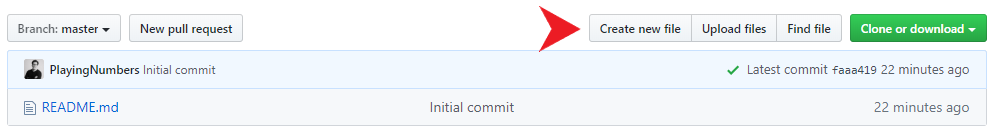 Branch: master New pull request Create new file Upload files Find file Clone or download
PlayingNumbers Initial commit Latest commit faaa419 22 minutes ago
README.md Initial commit 22 minutes ago